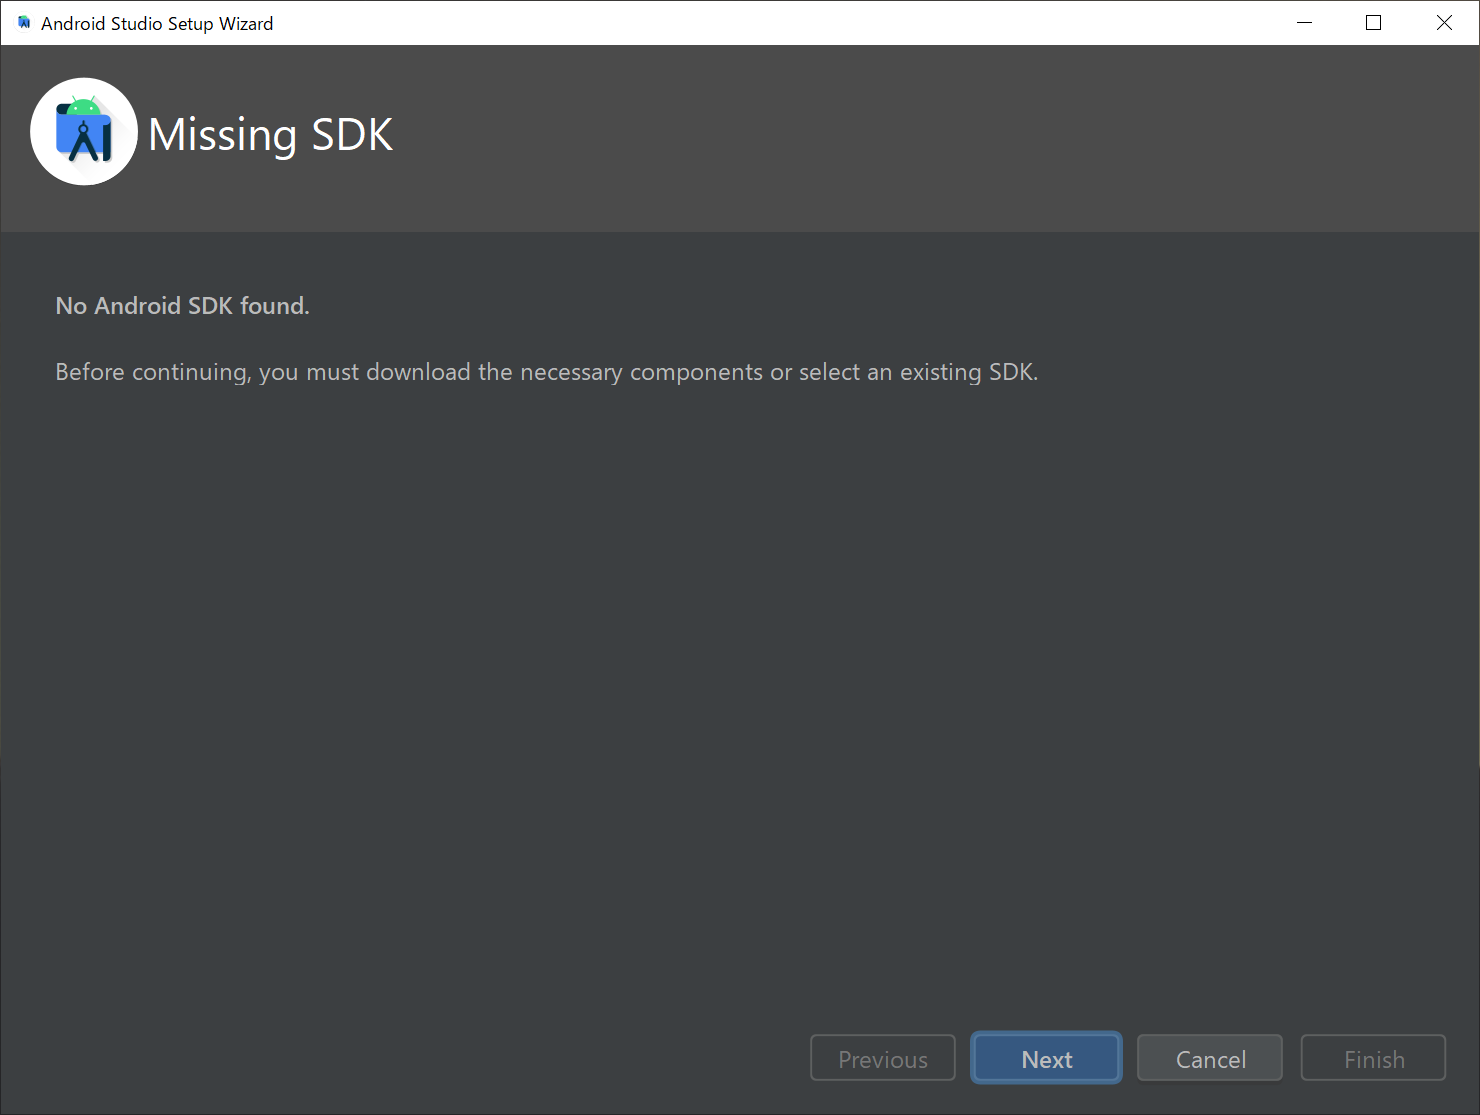 Android Studio Setup Wizard
Missing SDK
No Android SDK found.
Before continuing, you must download the necessary components or select an existing SDK.
Previous
Next
Cancel
Finish